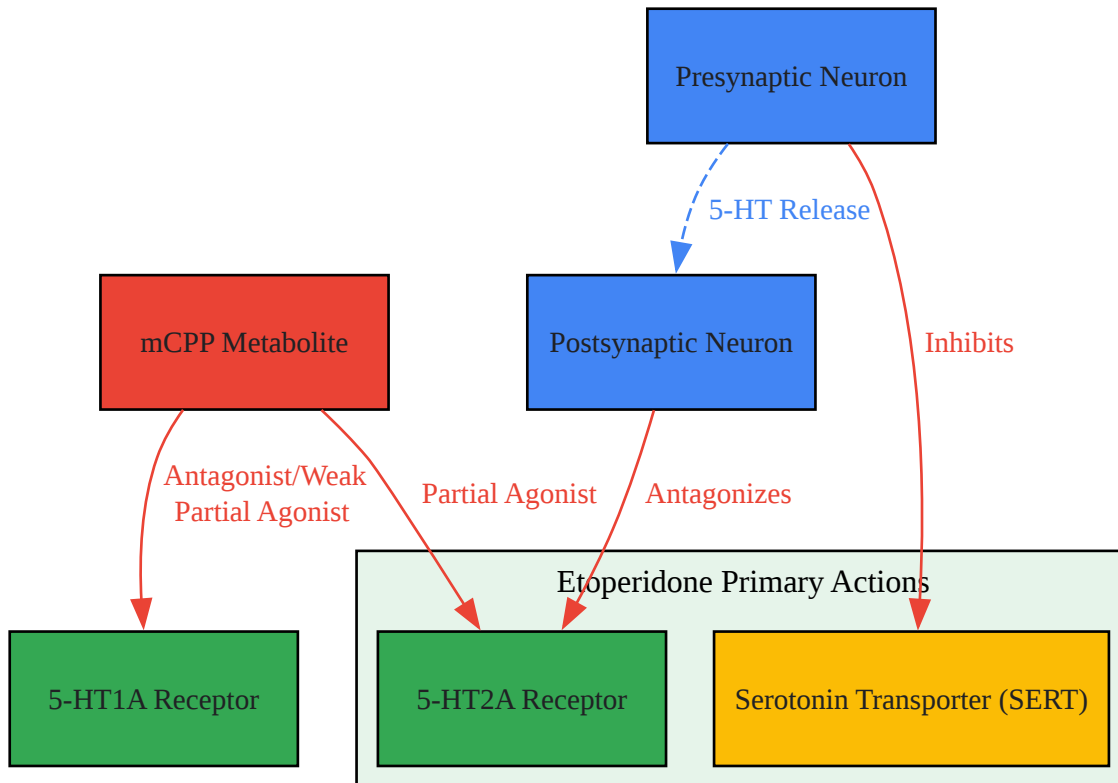 Presynaptic Neuron
5-HT Release
mCPP Metabolite
Postsynaptic Neuron
Inhibits
Antagonist/Weak
Partial Agonist
Partial Agonist
Antagonizes
Etoperidone Primary Actions
5-HT1A Receptor
5-HT2A Receptor
Serotonin Transporter (SERT)